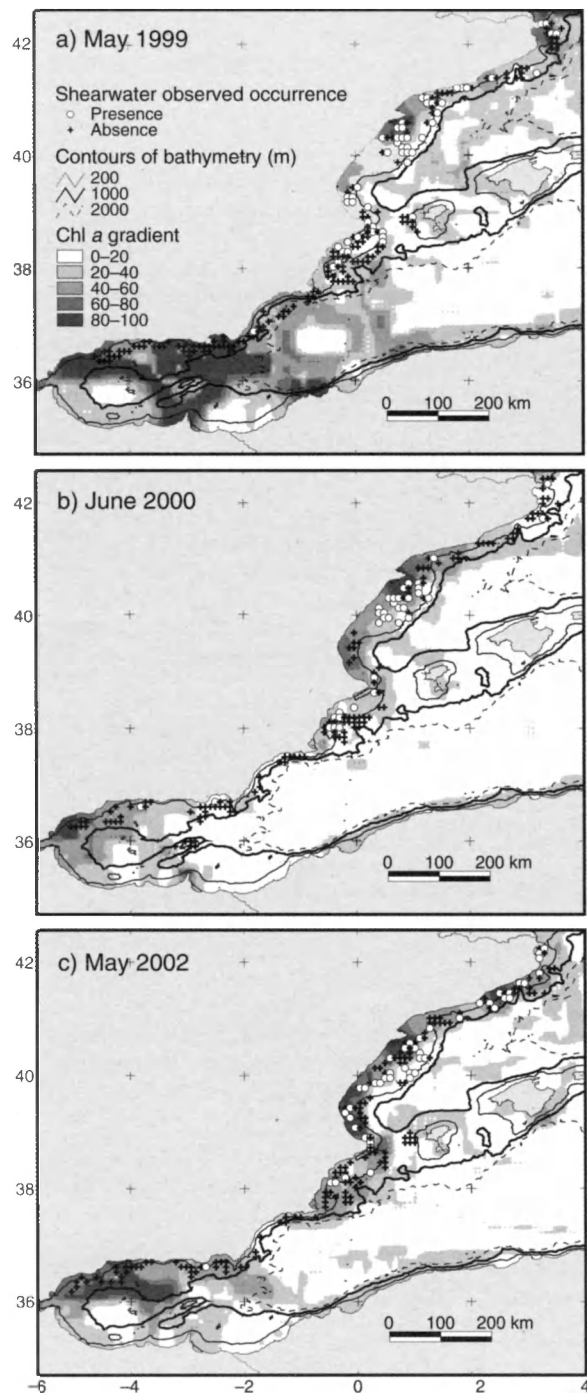 42
a) May 1999
Shearwater observed occurrence
Presence
Absence
Contours of bathymetry (m)
200
1000
2000
Chl a gradient
0–20
20–40
40–60
60–80
80–100
40
38
36
0 100 200 km
42
b) June 2000
40
38
36
0 100 200 km
42
c) May 2002
40
38
36
0 100 200 km
–6 –4 –2 0 2 4